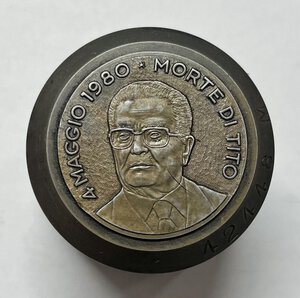 4 MAGGIO 1980 · MORTE DI TITO